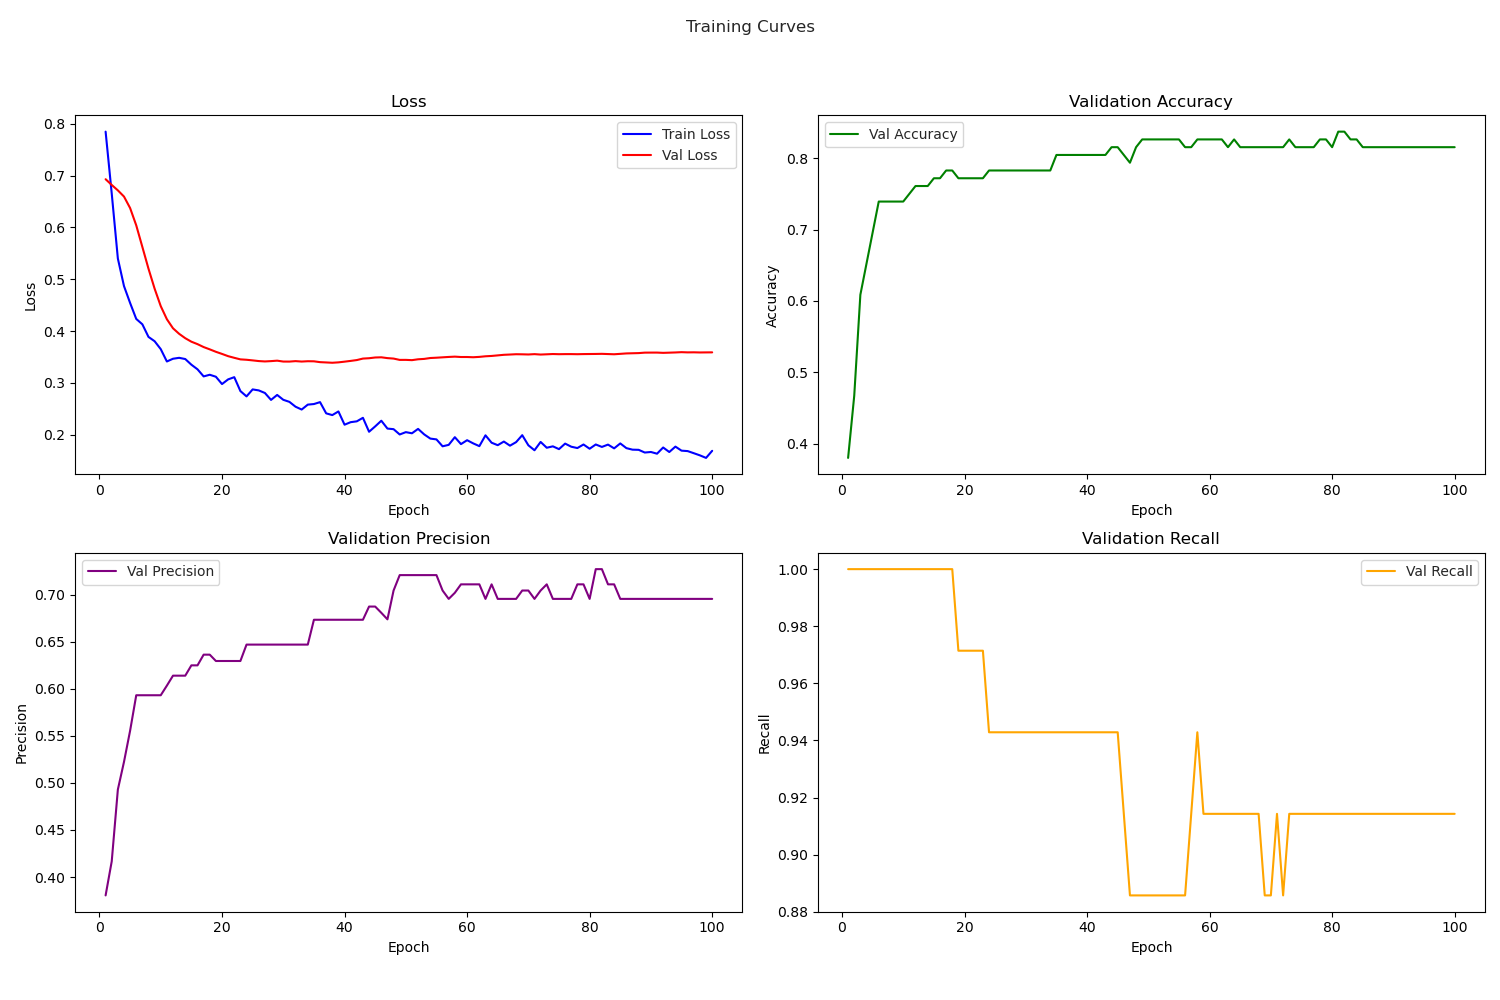 Training Curves
Loss
0.8
0.7
0.6
0.5
0.4
0.3
0.2
Loss
Train Loss
Val Loss
0 20 40 60 80 100
Epoch
Validation Accuracy
0.8
0.7
0.6
0.5
0.4
Accuracy
Val Accuracy
0 20 40 60 80 100
Epoch
Validation Precision
0.70
0.65
0.60
0.55
0.50
0.45
0.40
Precision
Val Precision
0 20 40 60 80 100
Epoch
Validation Recall
1.00
0.98
0.96
0.94
0.92
0.90
0.88
Recall
Val Recall
0 20 40 60 80 100
Epoch